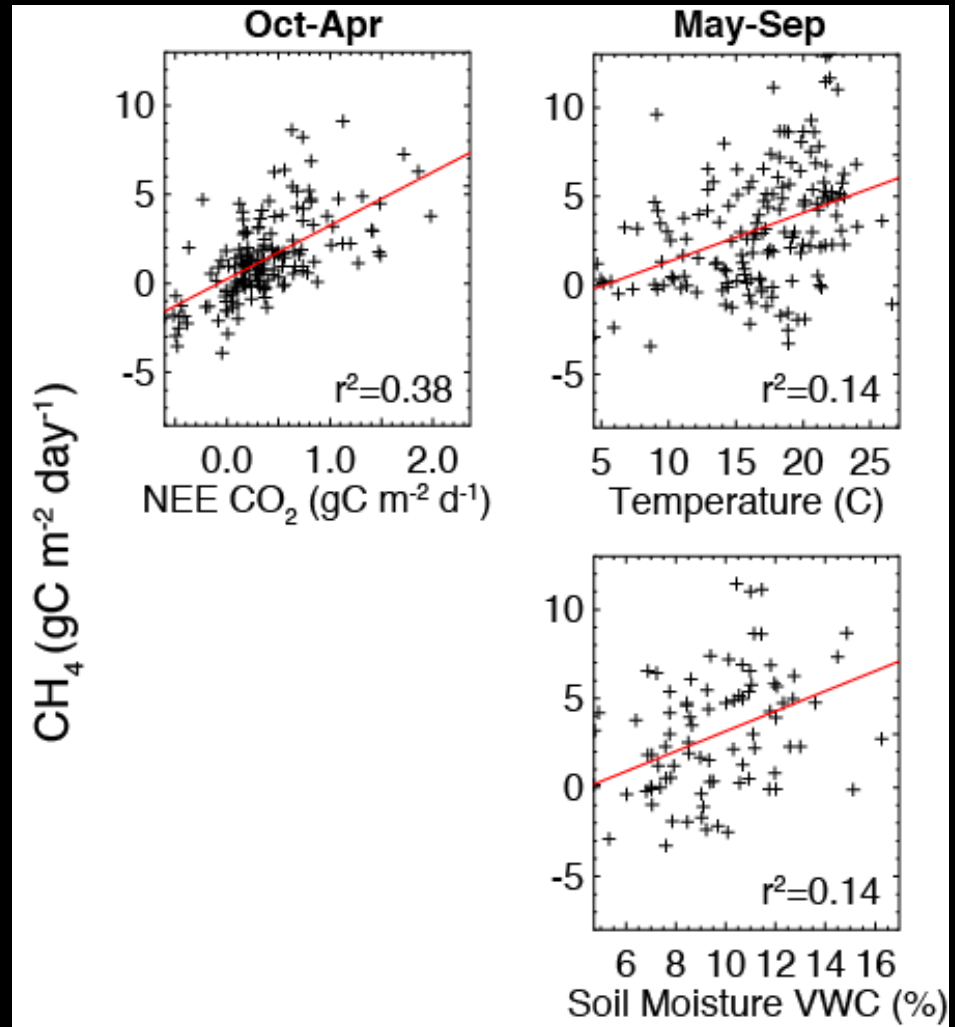 Oct-Apr
May-Sep
CH₄ (gC m⁻² day⁻¹)
10
5
0
-5
r²=0.38
0.0 1.0 2.0
NEE CO₂ (gC m⁻² d⁻¹)
10
5
0
-5
r²=0.14
5 10 15 20 25
Temperature (C)
10
5
0
-5
r²=0.14
6 8 10 12 14 16
Soil Moisture VWC (%)